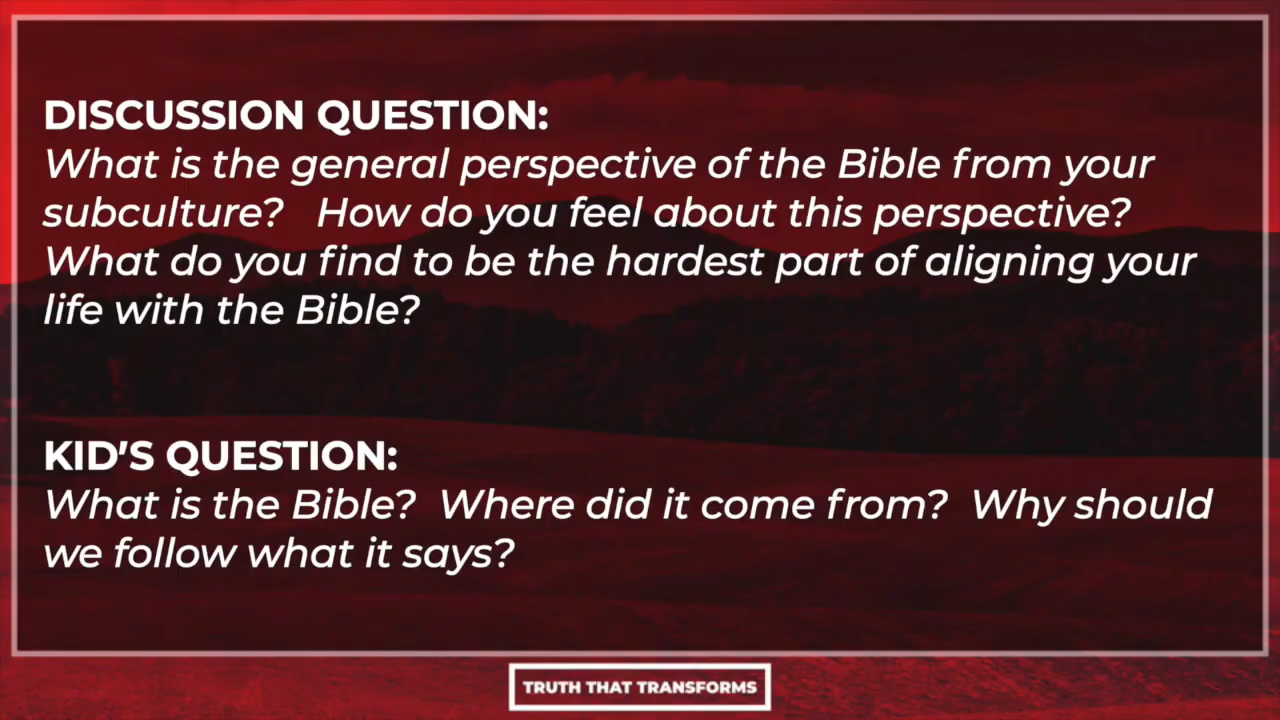 DISCUSSION QUESTION:
What is the general perspective of the Bible from your
subculture?   How do you feel about this perspective?
What do you find to be the hardest part of aligning your
life with the Bible?
KID'S QUESTION:
What is the Bible?  Where did it come from?  Why should
we follow what it says?
TRUTH THAT TRANSFORMS